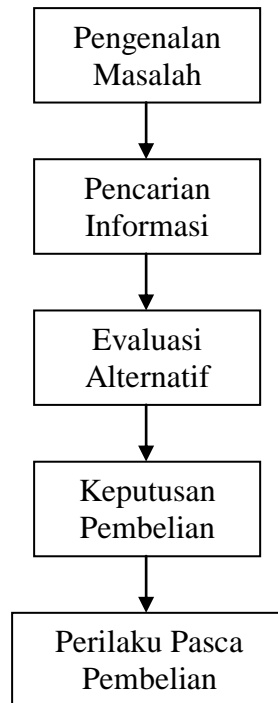 Pengenalan
Masalah
Pencarian
Informasi
Evaluasi
Alternatif
Keputusan
Pembelian
Perilaku Pasca
Pembelian